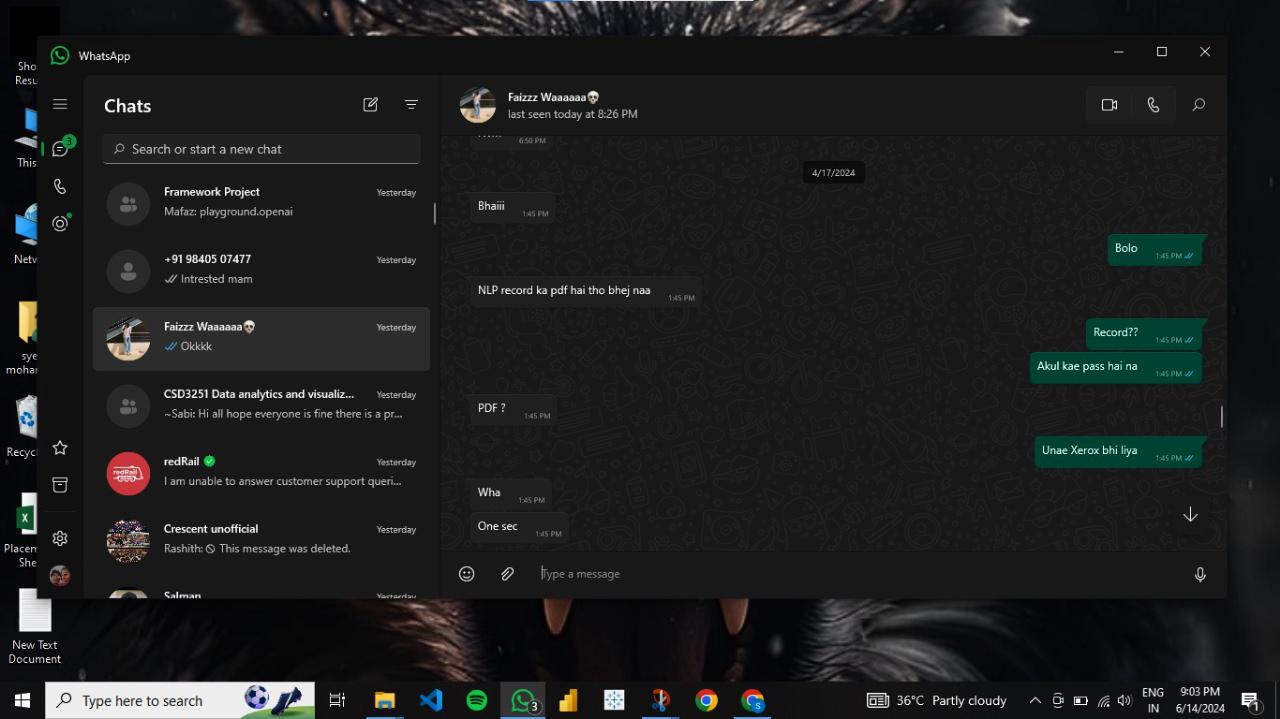 WhatsApp
Sho
Resu
This
Netw
sye
moha
Recyc
Placem
She
New Text
Document
3
Chats
Search or start a new chat
Framework Project
Yesterday
Mafaz: playground.openai
+91 98405 07477
Yesterday
Intrested mam
Faizzz Waaaaaa💀
Yesterday
Okkkk
CSD3251 Data analytics and visualiz...
Yesterday
~Sabi: Hi all hope everyone is fine there is a pr...
redRail
Yesterday
I am unable to answer customer support queri...
Crescent unofficial
Yesterday
Rashith: This message was deleted.
Salman
Yesterday
Faizzz Waaaaaa💀
last seen today at 8:26 PM
6:50 PM
4/17/2024
Bhaiii
1:45 PM
Bolo
1:45 PM
NLP record ka pdf hai tho bhej naa
1:45 PM
Record??
1:45 PM
Akul kae pass hai na
1:45 PM
PDF ?
1:45 PM
Unae Xerox bhi liya
1:45 PM
Wha
1:45 PM
One sec
1:45 PM
Type a message
Type here to search
3
36°C Partly cloudy
ENG
IN
9:03 PM
6/14/2024
1